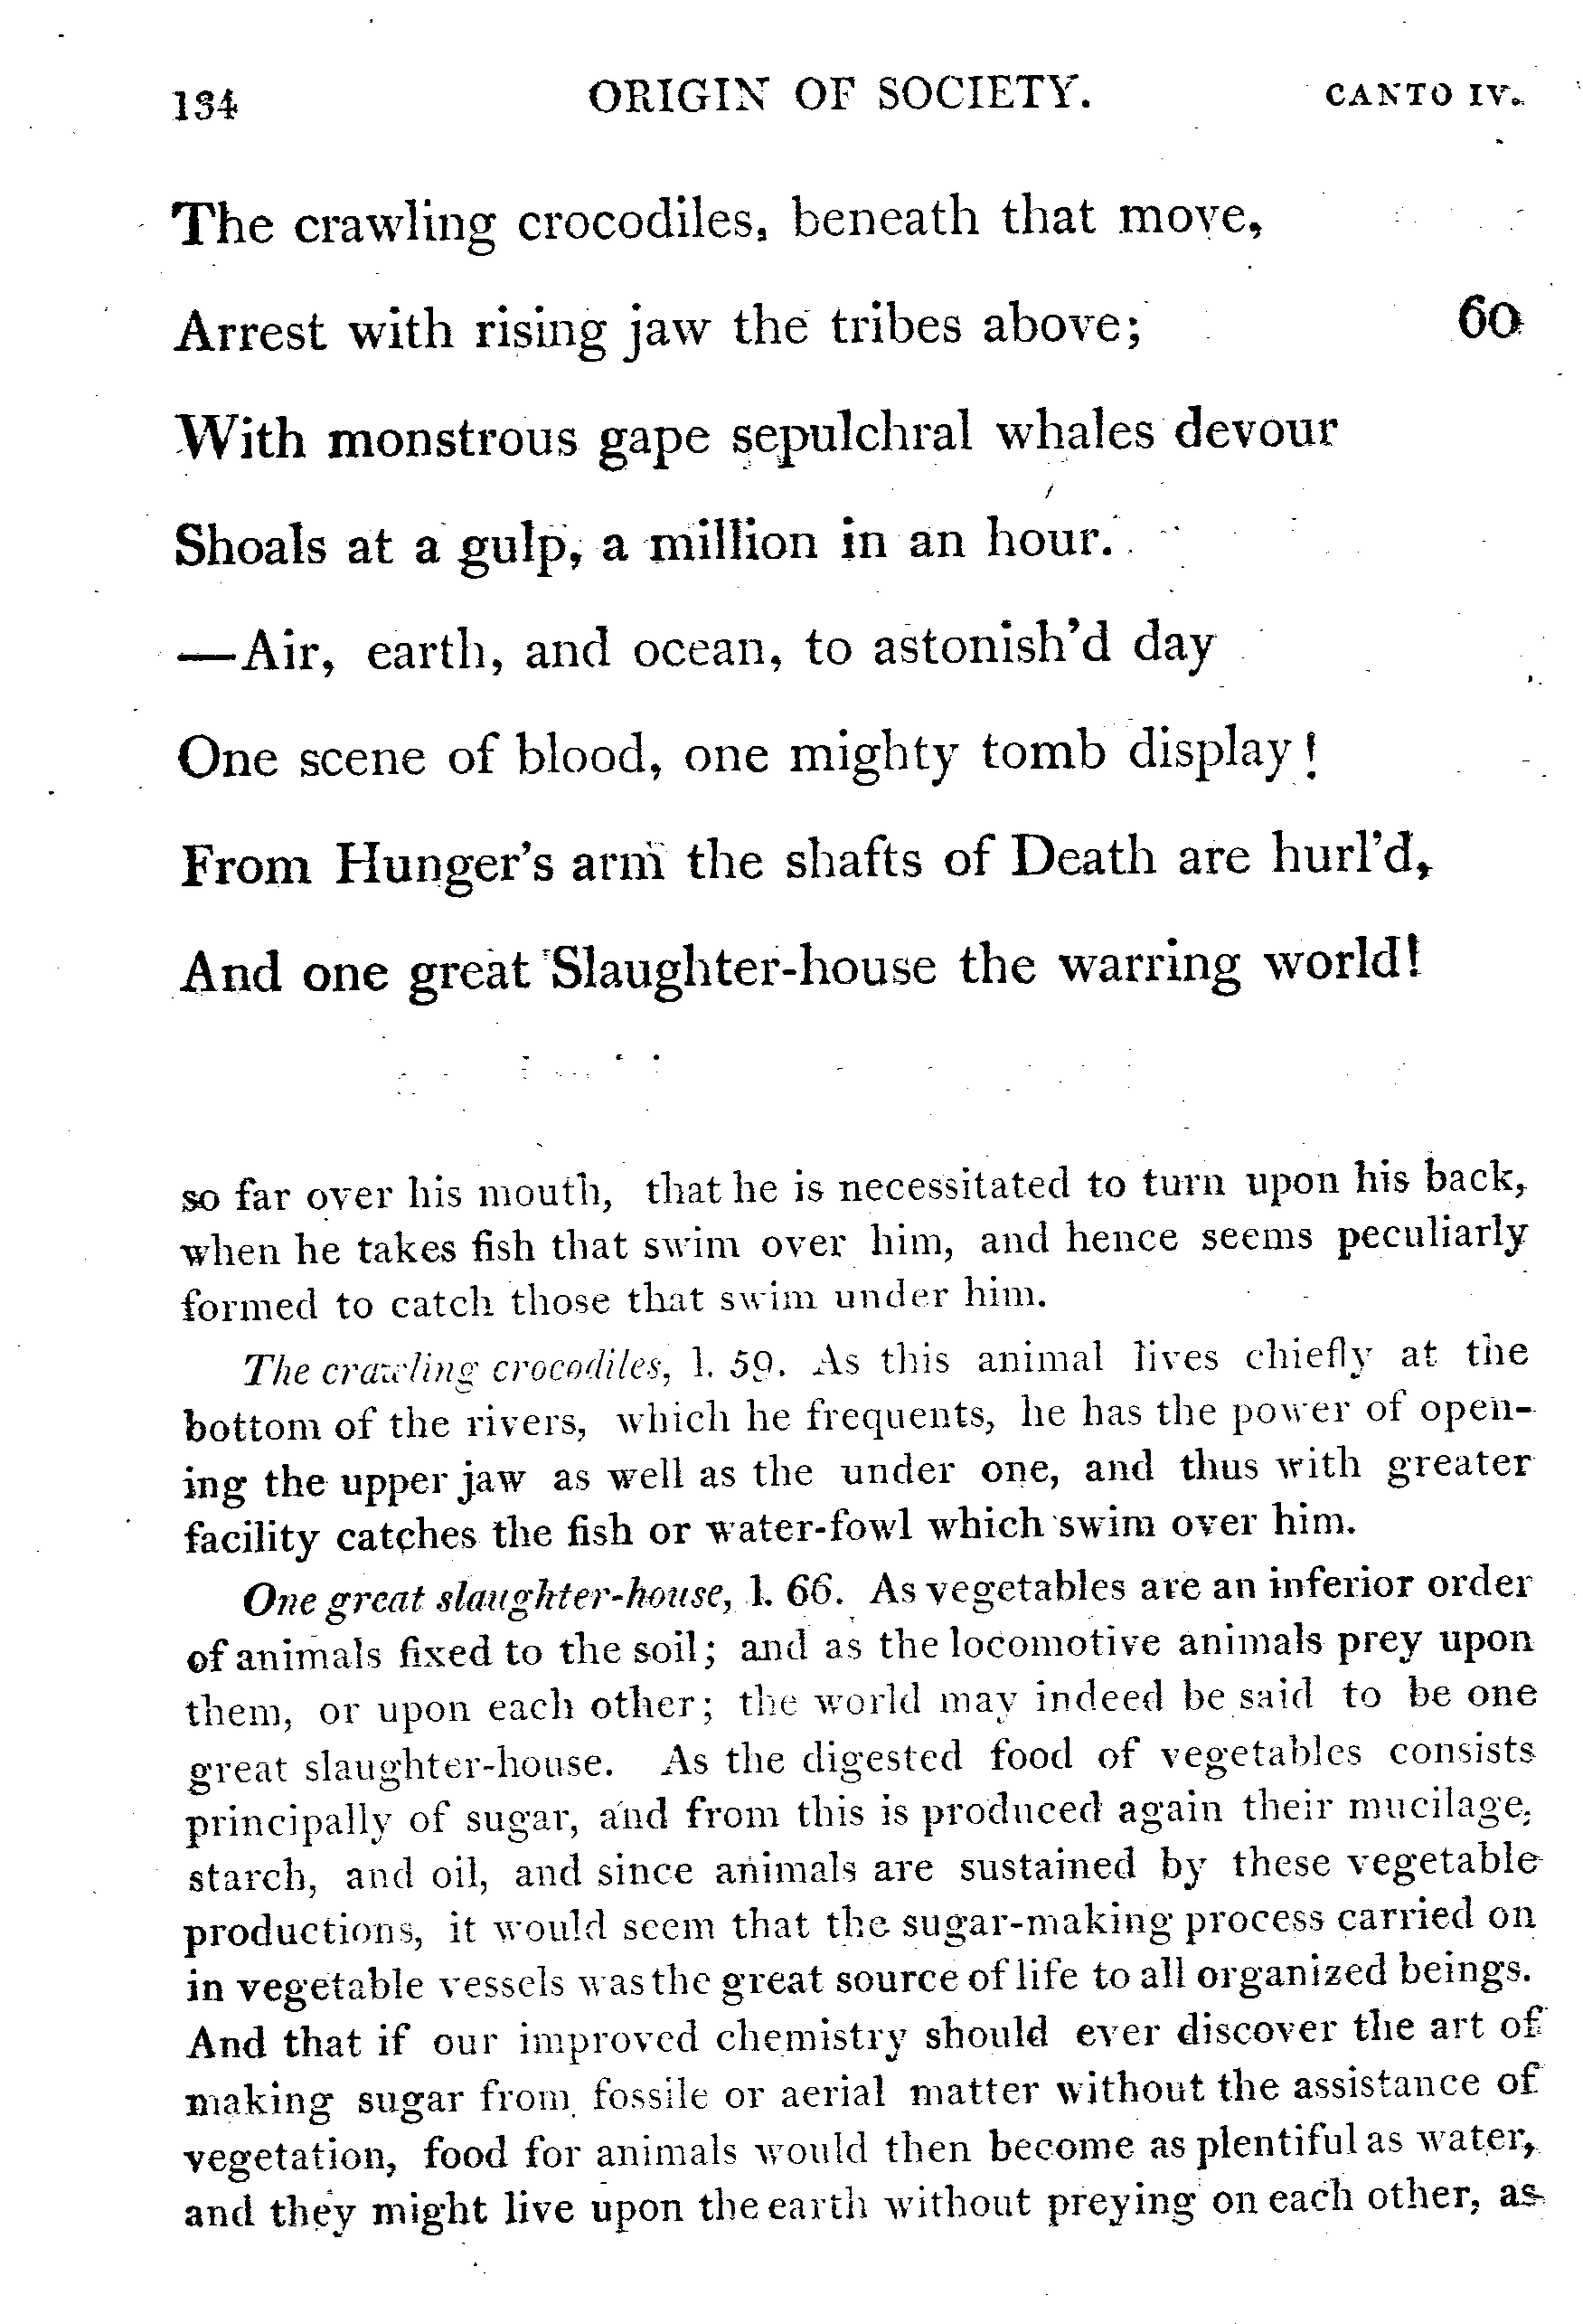 134 ORIGIN OF SOCIETY. CANTO IV.
The crawling crocodiles, beneath that move,
Arrest with rising jaw the tribes above; 60
With monstrous gape sepulchral whales devour
Shoals at a gulp, a million in an hour.
—Air, earth, and ocean, to astonish'd day
One scene of blood, one mighty tomb display!
From Hunger's arm the shafts of Death are hurl'd,
And one great Slaughter-house the warring world!
so far over his mouth, that he is necessitated to turn upon his back,
when he takes fish that swim over him, and hence seems peculiarly
formed to catch those that swim under him.
The crawling crocodiles, l. 59. As this animal lives chiefly at the
bottom of the rivers, which he frequents, he has the power of open-
ing the upper jaw as well as the under one, and thus with greater
facility catches the fish or water-fowl which swim over him.
One great slaughter-house, l. 66. As vegetables are an inferior order
of animals fixed to the soil; and as the locomotive animals prey upon
them, or upon each other; the world may indeed be said to be one
great slaughter-house. As the digested food of vegetables consists
principally of sugar, and from this is produced again their mucilage,
starch, and oil, and since animals are sustained by these vegetable
productions, it would seem that the sugar-making process carried on
in vegetable vessels was the great source of life to all organized beings.
And that if our improved chemistry should ever discover the art of
making sugar from fossile or aerial matter without the assistance of
vegetation, food for animals would then become as plentiful as water,
and they might live upon the earth without preying on each other, as